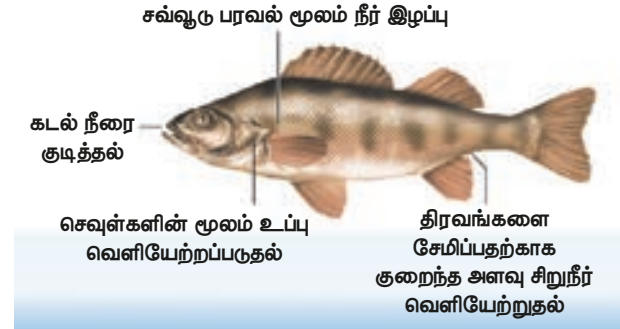 சவ்வூடு பரவல் மூலம் நீர் இழப்பு
கடல் நீரை
குடித்தல்
செவுள்களின் மூலம் உப்பு
வெளியேற்றப்படுதல்
திரவங்களை
சேமிப்பதற்காக
குறைந்த அளவு சிறுநீர்
வெளியேற்றுதல்